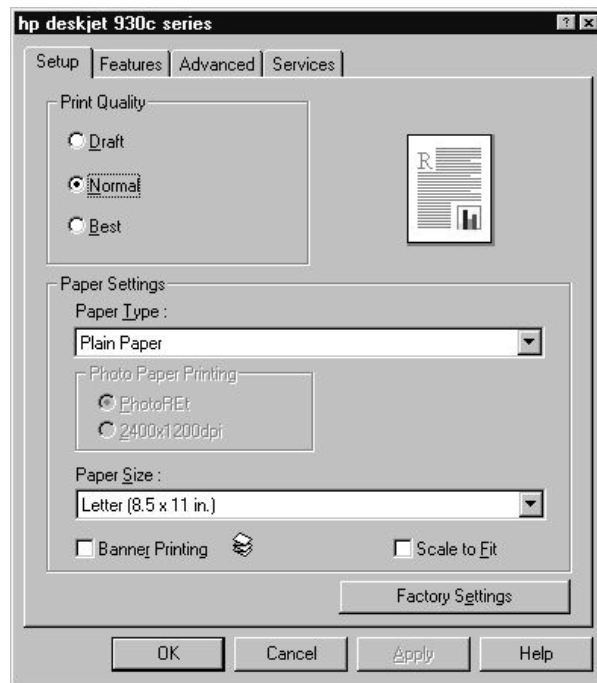 hp deskjet 930c series
Setup Features Advanced Services
Print Quality
Draft
Normal
Best
R
Paper Settings
Paper Type :
Plain Paper
Photo Paper Printing
PhotoREt
2400x1200dpi
Paper Size :
Letter (8.5 x 11 in.)
Banner Printing Scale to Fit
Factory Settings
OK Cancel Apply Help